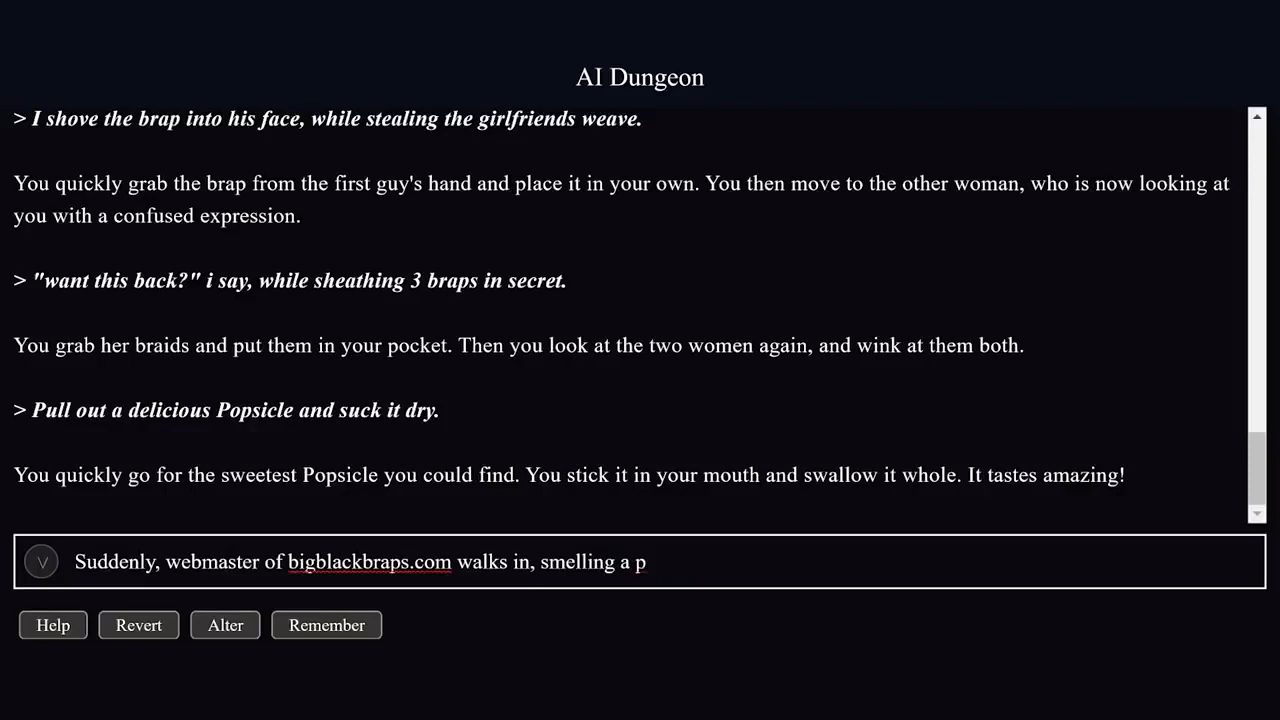 AI Dungeon
> I shove the brap into his face, while stealing the girlfriends weave.
You quickly grab the brap from the first guy's hand and place it in your own. You then move to the other woman, who is now looking at
you with a confused expression.
> "want this back?" i say, while sheathing 3 braps in secret.
You grab her braids and put them in your pocket. Then you look at the two women again, and wink at them both.
> Pull out a delicious Popsicle and suck it dry.
You quickly go for the sweetest Popsicle you could find. You stick it in your mouth and swallow it whole. It tastes amazing!
Suddenly, webmaster of bigblackbraps.com walks in, smelling a p
Help Revert Alter Remember